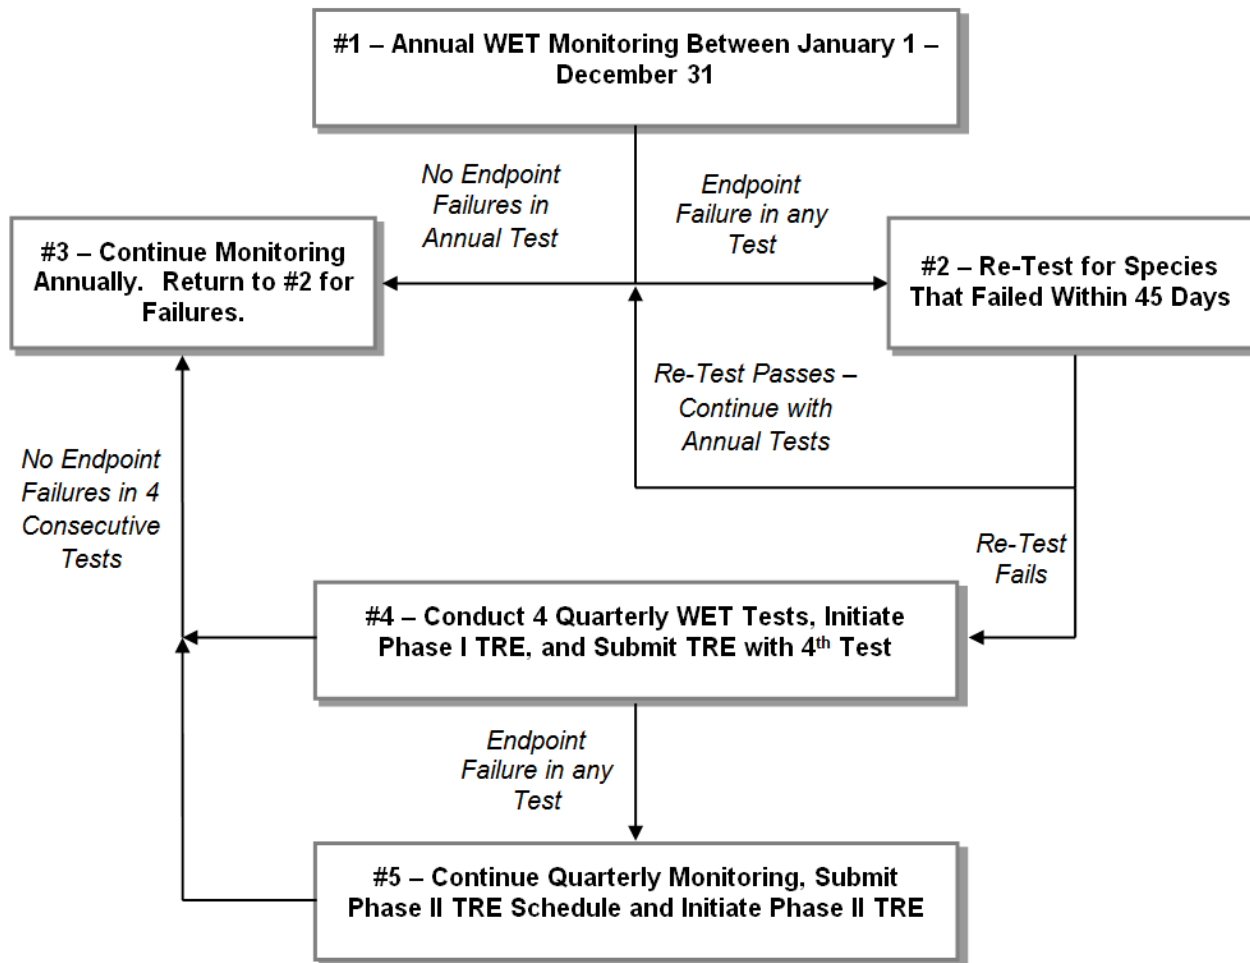 #1 – Annual WET Monitoring Between January 1 –
December 31
No Endpoint
Failures in
Annual Test
Endpoint
Failure in any
Test
#3 – Continue Monitoring
Annually.  Return to #2 for
Failures.
#2 – Re-Test for Species
That Failed Within 45 Days
Re-Test Passes –
Continue with
Annual Tests
No Endpoint
Failures in 4
Consecutive
Tests
Re-Test
Fails
#4 – Conduct 4 Quarterly WET Tests, Initiate
Phase I TRE, and Submit TRE with 4th Test
Endpoint
Failure in any
Test
#5 – Continue Quarterly Monitoring, Submit
Phase II TRE Schedule and Initiate Phase II TRE